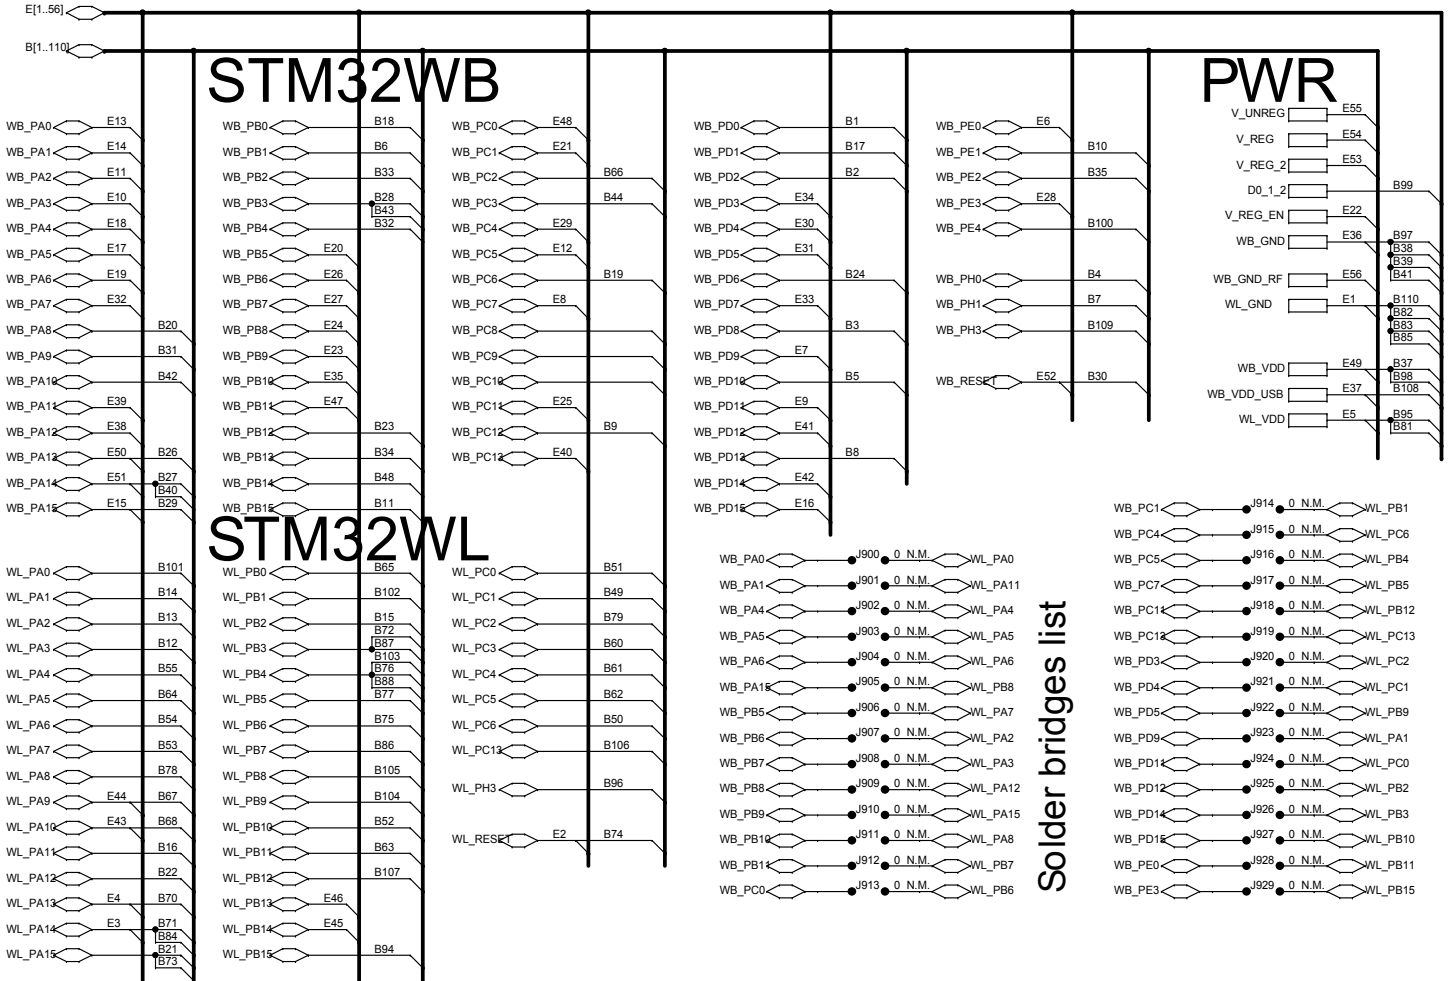 E[1..56]
B[1..110]
STM32WB
PWR
WB_PA0 E13
WB_PA1 E14
WB_PA2 E11
WB_PA3 E10
WB_PA4 E18
WB_PA5 E17
WB_PA6 E19
WB_PA7 E32
WB_PA8 B20
WB_PA9 B31
WB_PA10 B42
WB_PA11 E39
WB_PA12 E38
WB_PA13 E50 B26
WB_PA14 E51 B27
B40
WB_PA15 E15 B29
WB_PB0 B18
WB_PB1 B6
WB_PB2 B33
WB_PB3 B28
B43
WB_PB4 B32
WB_PB5 E20
WB_PB6 E26
WB_PB7 E27
WB_PB8 E24
WB_PB9 E23
WB_PB10 E35
WB_PB11 E47
WB_PB12 B23
WB_PB13 B34
WB_PB14 B48
WB_PB15 B11
WB_PC0 E48
WB_PC1 E21
WB_PC2 B66
WB_PC3 B44
WB_PC4 E29
WB_PC5 E12
WB_PC6 B19
WB_PC7 E8
WB_PC8
WB_PC9
WB_PC10
WB_PC11 E25
WB_PC12 B9
WB_PC13 E40
WB_PD0 B1
WB_PD1 B17
WB_PD2 B2
WB_PD3 E34
WB_PD4 E30
WB_PD5 E31
WB_PD6 B24
WB_PD7 E33
WB_PD8 B3
WB_PD9 E7
WB_PD10 B5
WB_PD11 E9
WB_PD12 E41
WB_PD13 B8
WB_PD14 E42
WB_PD15 E16
WB_PE0 E6
WB_PE1 B10
WB_PE2 B35
WB_PE3 E28
WB_PE4 B100
WB_PH0 B4
WB_PH1 B7
WB_PH3 B109
WB_RESET E52 B30
V_UNREG E55
V_REG E54
V_REG_2 E53
D0_1_2 B99
V_REG_EN E22
WB_GND E36 B97
B38
B39
B41
WB_GND_RF E56
WL_GND E1 B110
B82
B83
B85
WB_VDD E49 B37
B98
WB_VDD_USB E37 B108
WL_VDD E5 B95
B81
STM32WL
WL_PA0 B101
WL_PA1 B14
WL_PA2 B13
WL_PA3 B12
WL_PA4 B55
WL_PA5 B64
WL_PA6 B54
WL_PA7 B53
WL_PA8 B78
WL_PA9 E44 B67
WL_PA10 E43 B68
WL_PA11 B16
WL_PA12 B22
WL_PA13 E4 B70
WL_PA14 E3 B71
B84
WL_PA15 B21
B73
WL_PB0 B65
WL_PB1 B102
WL_PB2 B15
B72
WL_PB3 B87
B103
WL_PB4 B76
B88
WL_PB5 B77
WL_PB6 B75
WL_PB7 B86
WL_PB8 B105
WL_PB9 B104
WL_PB10 B52
WL_PB11 B63
WL_PB12 B107
WL_PB13 E46
WL_PB14 E45
WL_PB15 B94
WL_PC0 B51
WL_PC1 B49
WL_PC2 B79
WL_PC3 B60
WL_PC4 B61
WL_PC5 B62
WL_PC6 B50
WL_PC13 B106
WL_PH3 B96
WL_RESET E2 B74
WB_PA0 J900 0 N.M. WL_PA0
WB_PA1 J901 0 N.M. WL_PA11
WB_PA4 J902 0 N.M. WL_PA4
WB_PA5 J903 0 N.M. WL_PA5
WB_PA6 J904 0 N.M. WL_PA6
WB_PA15 J905 0 N.M. WL_PB8
WB_PB5 J906 0 N.M. WL_PA7
WB_PB6 J907 0 N.M. WL_PA2
WB_PB7 J908 0 N.M. WL_PA3
WB_PB8 J909 0 N.M. WL_PA12
WB_PB9 J910 0 N.M. WL_PA15
WB_PB10 J911 0 N.M. WL_PA8
WB_PB11 J912 0 N.M. WL_PB7
WB_PC0 J913 0 N.M. WL_PB6
Solder bridges list
WB_PC1 J914 0 N.M. WL_PB1
WB_PC4 J915 0 N.M. WL_PC6
WB_PC5 J916 0 N.M. WL_PB4
WB_PC7 J917 0 N.M. WL_PB5
WB_PC11 J918 0 N.M. WL_PB12
WB_PC13 J919 0 N.M. WL_PC13
WB_PD3 J920 0 N.M. WL_PC2
WB_PD4 J921 0 N.M. WL_PC1
WB_PD5 J922 0 N.M. WL_PB9
WB_PD9 J923 0 N.M. WL_PA1
WB_PD11 J924 0 N.M. WL_PC0
WB_PD12 J925 0 N.M. WL_PB2
WB_PD14 J926 0 N.M. WL_PB3
WB_PD15 J927 0 N.M. WL_PB10
WB_PE0 J928 0 N.M. WL_PB11
WB_PE3 J929 0 N.M. WL_PB15